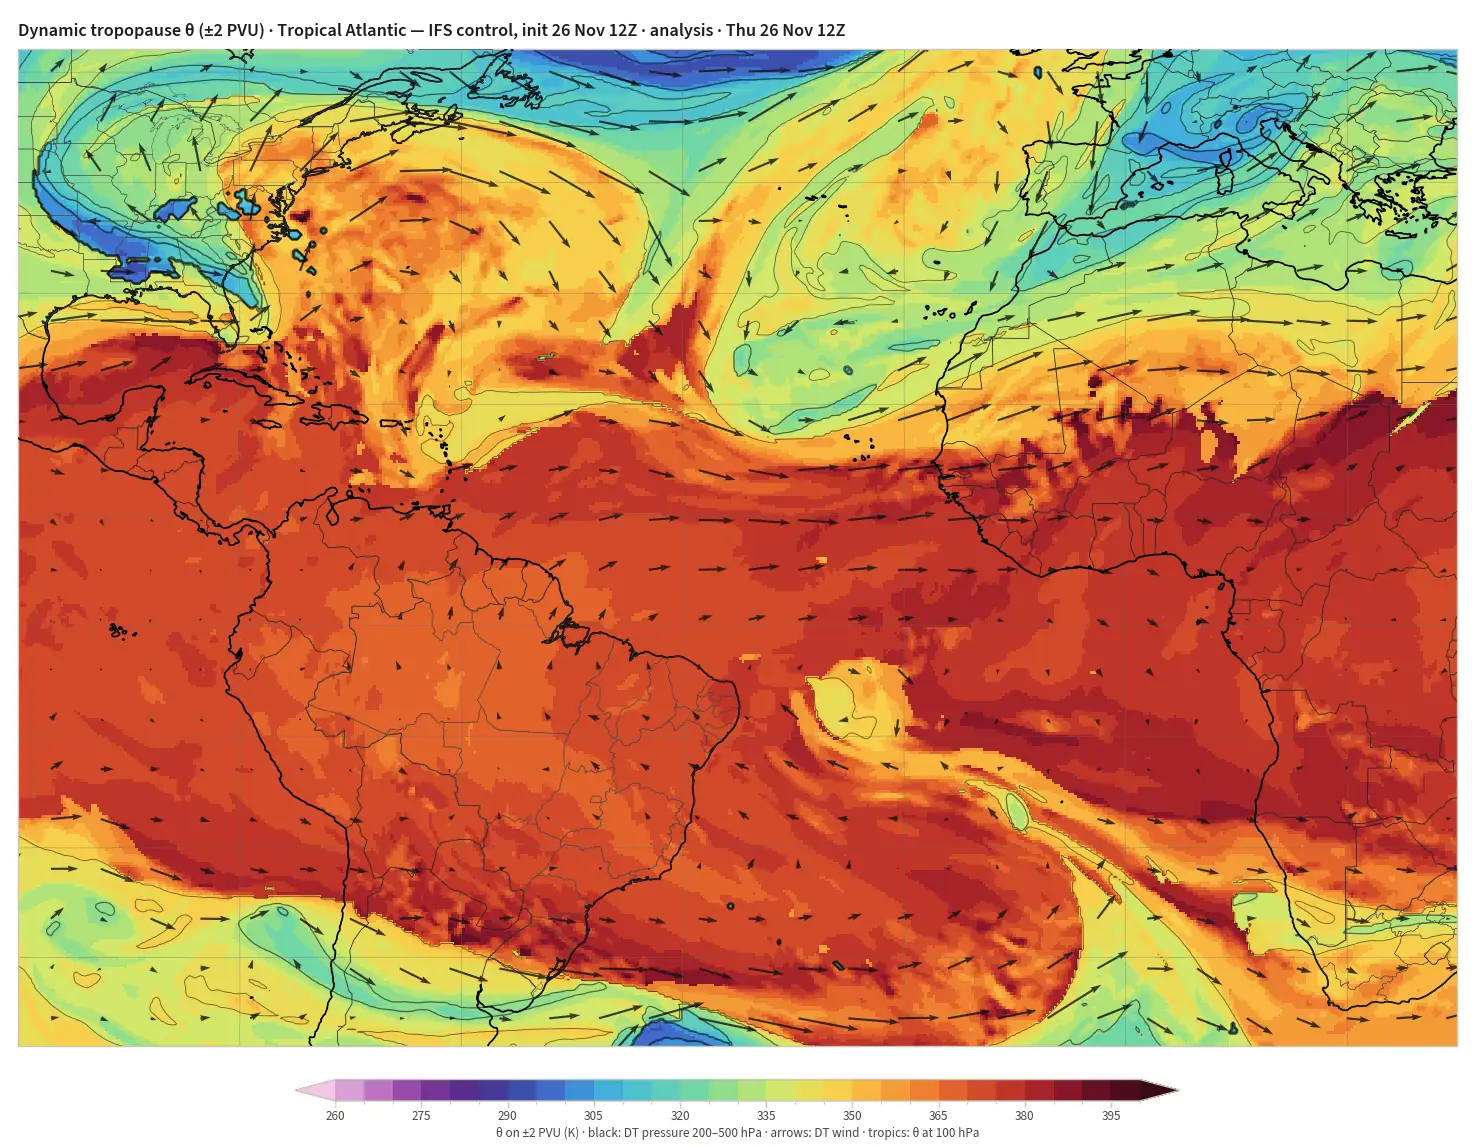 Dynamic tropopause θ (±2 PVU) · Tropical Atlantic — IFS control, init 26 Nov 12Z · analysis · Thu 26 Nov 12Z
260 275 290 305 320 335 350 365 380 395
θ on ±2 PVU (K) · black: DT pressure 200–500 hPa · arrows: DT wind · tropics: θ at 100 hPa